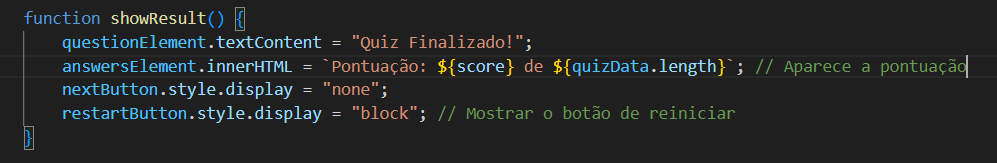 function showResult() {
    questionElement.textContent = "Quiz Finalizado!";
    answersElement.innerHTML = `Pontuação: ${score} de ${quizData.length}`; // Aparece a pontuação
    nextButton.style.display = "none";
    restartButton.style.display = "block"; // Mostrar o botão de reiniciar
}